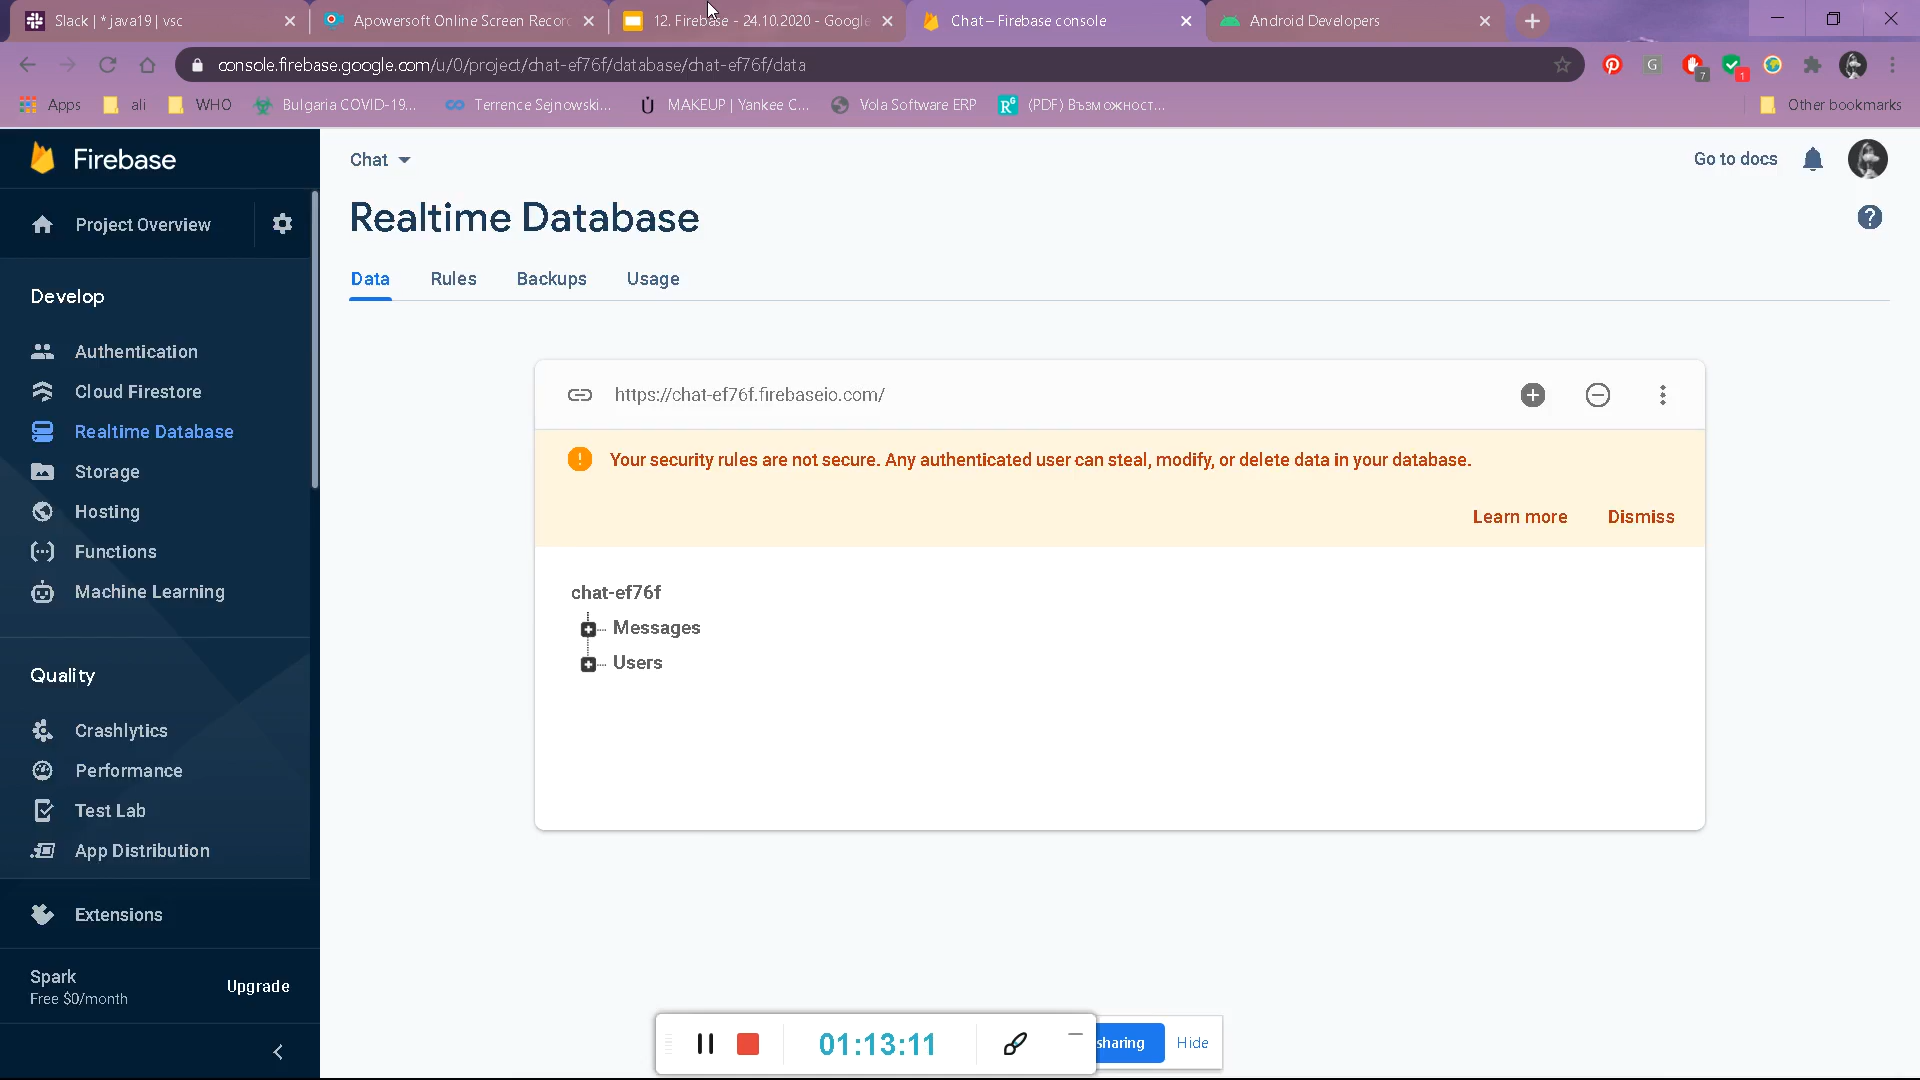 Slack | * java19 | vsc
Apowersoft Online Screen Recor
12. Firebase - 24.10.2020 - Google
Chat – Firebase console
Android Developers
console.firebase.google.com/u/0/project/chat-ef76f/database/chat-ef76f/data
G
7
1
Apps
ali
WHO
Bulgaria COVID-19...
Terrence Sejnowski...
MAKEUP | Yankee C...
Vola Software ERP
(PDF) Възможност...
Other bookmarks
Firebase
Chat
Go to docs
Project Overview
Realtime Database
Data
Rules
Backups
Usage
Develop
Authentication
Cloud Firestore
Realtime Database
Storage
Hosting
Functions
Machine Learning
https://chat-ef76f.firebaseio.com/
Your security rules are not secure. Any authenticated user can steal, modify, or delete data in your database.
Learn more
Dismiss
chat-ef76f
Messages
Users
Quality
Crashlytics
Performance
Test Lab
App Distribution
Extensions
Spark
Free $0/month
Upgrade
01:13:11
sharing
Hide